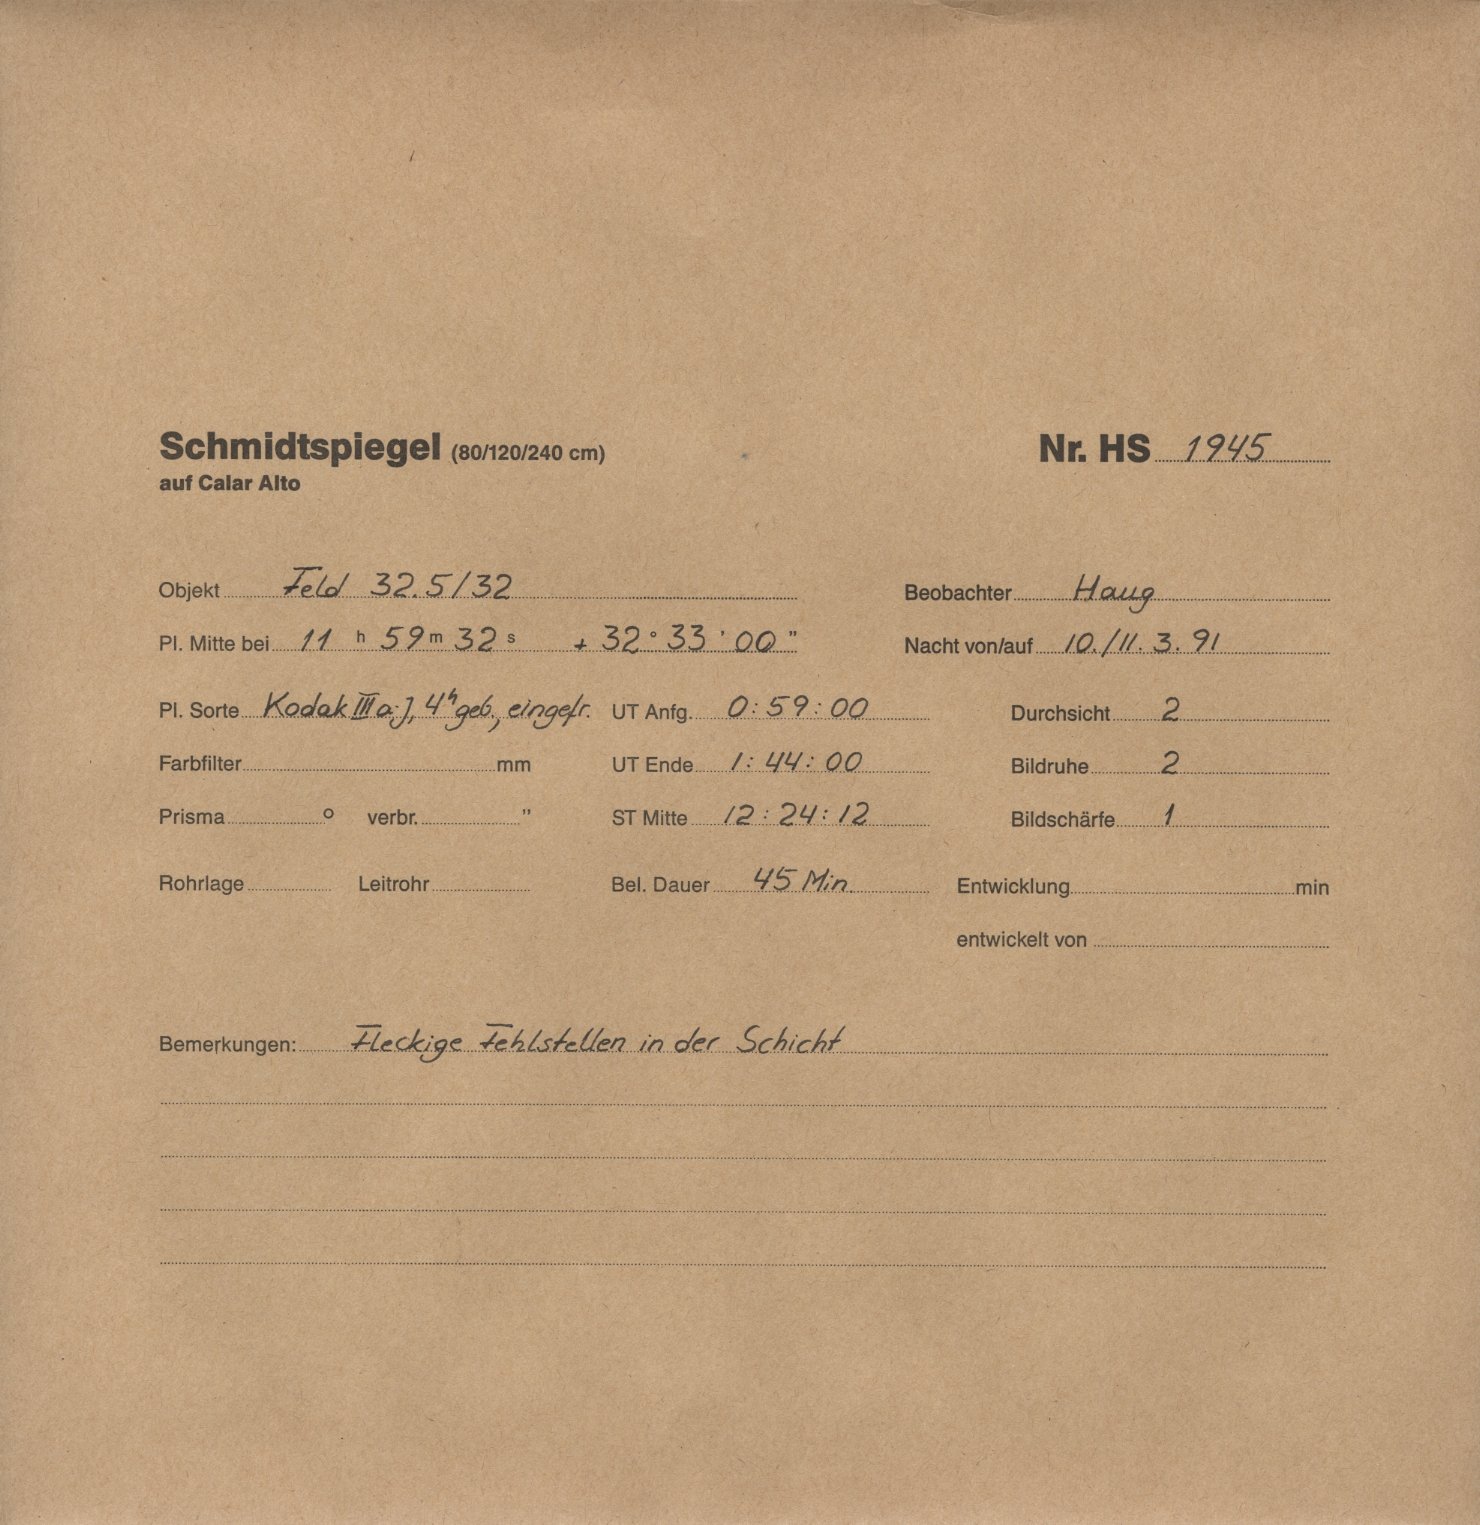 Schmidtspiegel (80/120/240 cm) Nr. HS 1945
auf Calar Alto
Objekt Feld 32.5/32 Beobachter Haug
Pl. Mitte bei 11 h 59 m 32 s + 32 ° 33 ' 00 " Nacht von/auf 10./11. 3. 91
Pl. Sorte Kodak III a-J, 4h geb., eingefr. UT Anfg. 0:59:00 Durchsicht 2
Farbfilter mm UT Ende 1:44:00 Bildruhe 2
Prisma ° verbr. " ST Mitte 12:24:12 Bildschärfe 1
Rohrlage Leitrohr Bel. Dauer 45 Min. Entwicklung min
entwickelt von
Bemerkungen: Fleckige Fehlstellen in der Schicht